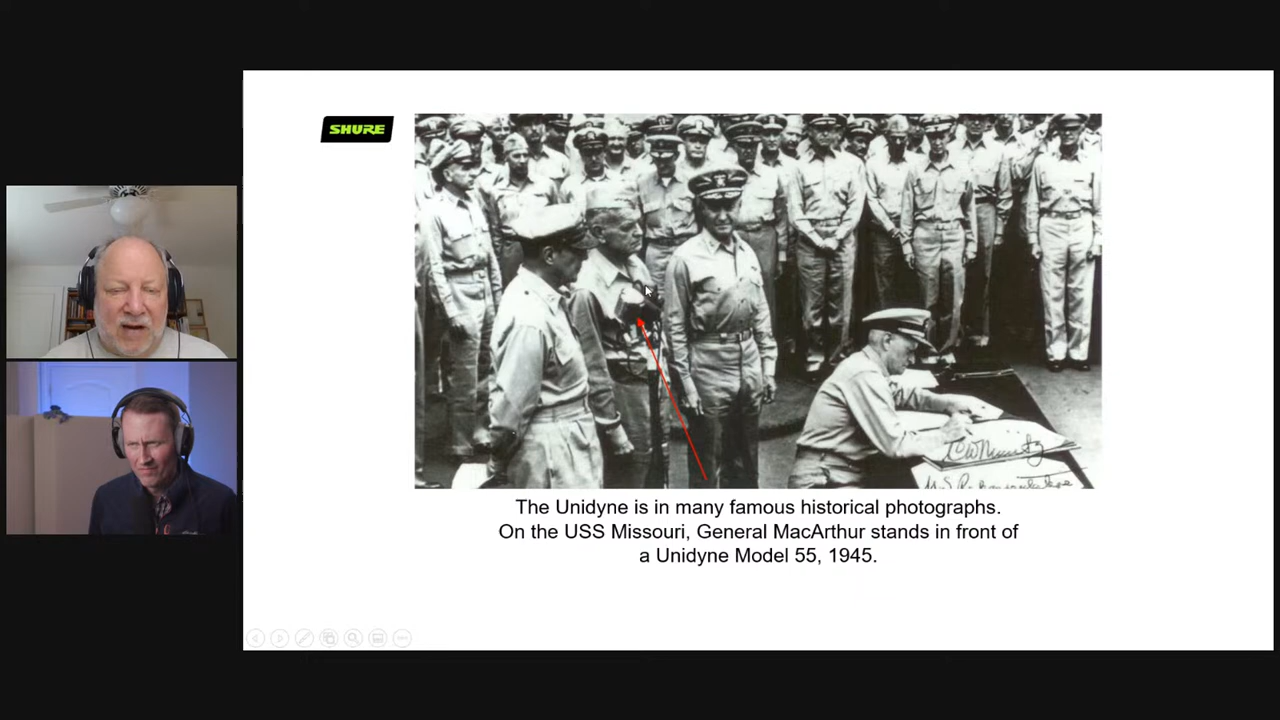 SHURE
C W Nimitz
The Unidyne is in many famous historical photographs.
On the USS Missouri, General MacArthur stands in front of
a Unidyne Model 55, 1945.